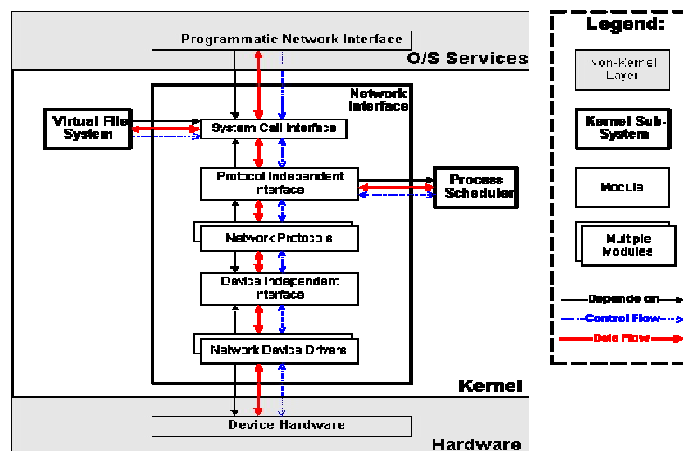 Programmatic Network Interface
O/S Services
Network
Interface
Virtual File
System
System Call Interface
Protocol Independent
Interface
Process
Scheduler
Network Protocols
Device Independent
Interface
Network Device Drivers
Kernel
Device Hardware
Hardware
Legend:
Non-Kernel
Layer
Kernel Sub-
System
Module
Multiple
Modules
Depends on
Control Flow
Data Flow